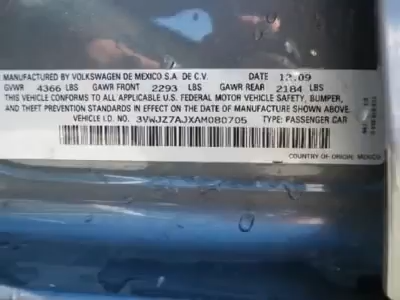 MANUFACTURED BY VOLKSWAGEN DE MEXICO S.A. DE C.V. DATE 12/09
GVWR 4366 LBS GAWR FRONT 2293 LBS GAWR REAR 2184 LBS
THIS VEHICLE CONFORMS TO ALL APPLICABLE U.S. FEDERAL MOTOR VEHICLE SAFETY, BUMPER,
AND THEFT PREVENTION STANDARDS IN EFFECT ON THE DATE OF MANUFACTURE SHOWN ABOVE.
VEHICLE I.D. NO. 3VWJZ7AJXAM080705 TYPE: PASSENGER CAR
COUNTRY OF ORIGIN: MEXICO